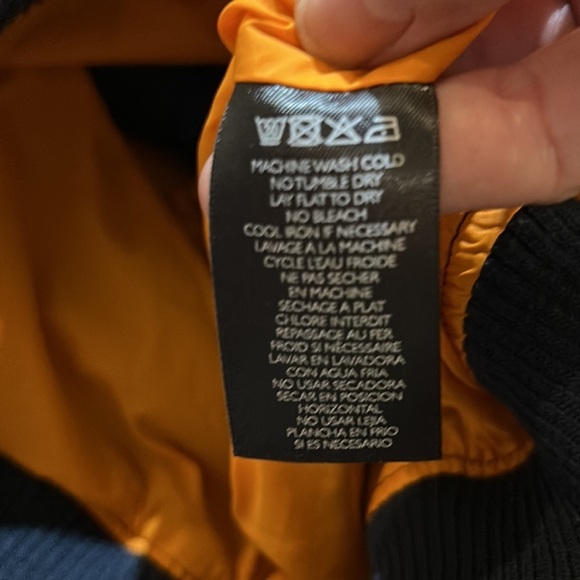 MACHINE WASH COLD
NO TUMBLE DRY
LAY FLAT TO DRY
NO BLEACH
COOL IRON IF NECESSARY
LAVAGE A LA MACHINE
CYCLE L'EAU FROIDE
NE PAS SECHER
EN MACHINE
SECHAGE A PLAT
CHLORE INTERDIT
REPASSAGE AU FER
FROID SI NÉCESSAIRE
LAVAR EN LAVADORA
CON AGUA FRIA
NO USAR SECADORA
SECAR EN POSICION
HORIZONTAL
NO USAR LEJIA
PLANCHA EN FRIO
SI ES NECESARIO